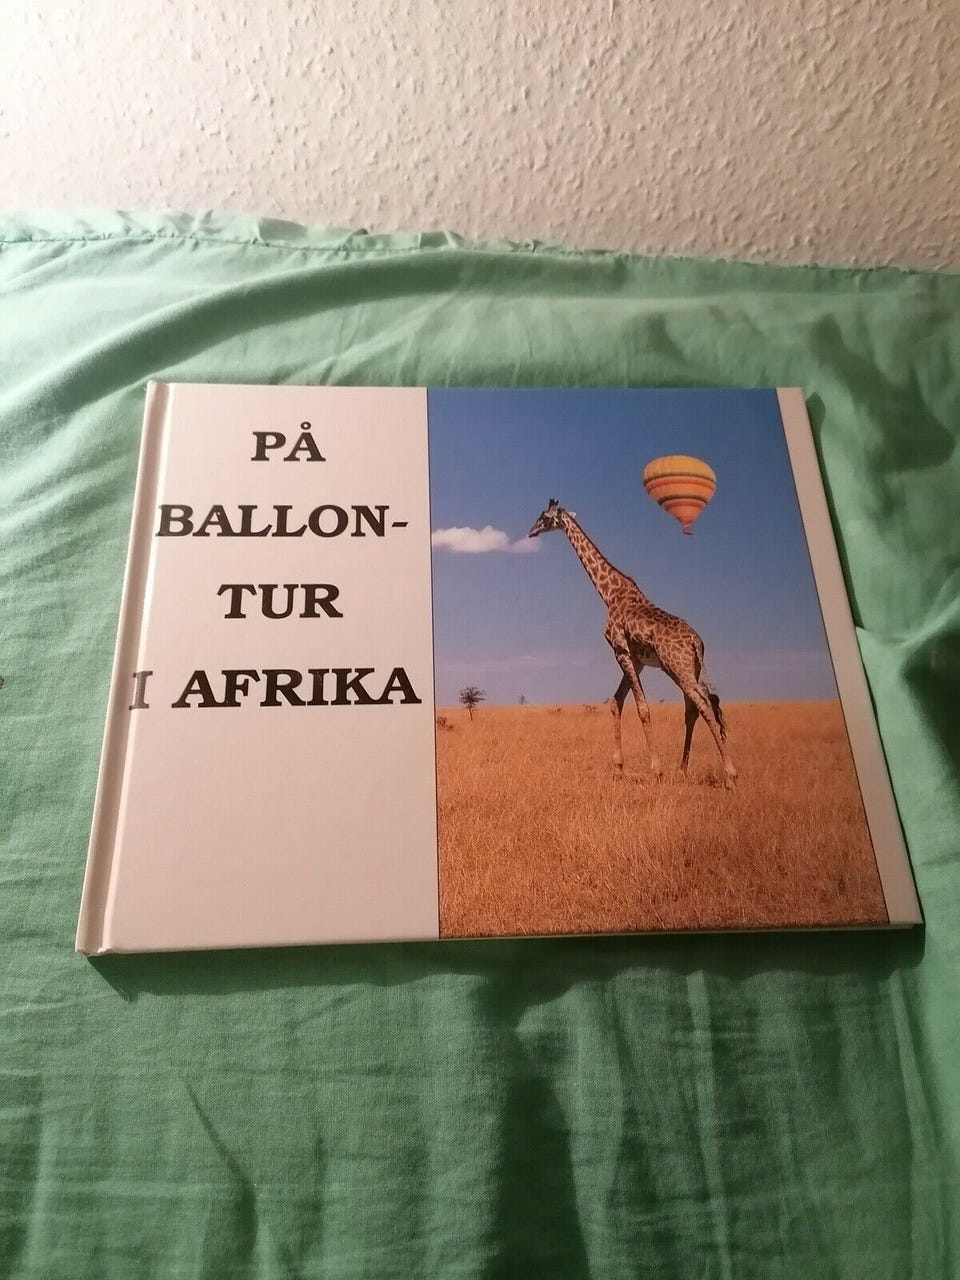 PÅ
BALLON-
TUR
I AFRIKA